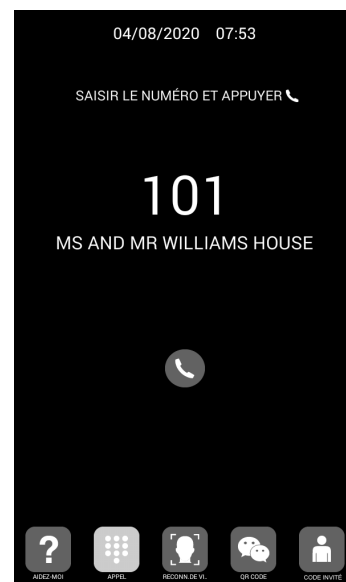 04/08/2020 07:53
SAISIR LE NUMÉRO ET APPUYER
101
MS AND MR WILLIAMS HOUSE
?
AIDEZ-MOI
APPEL
RECONN.DE VI..
QR CODE
CODE INVITÉ